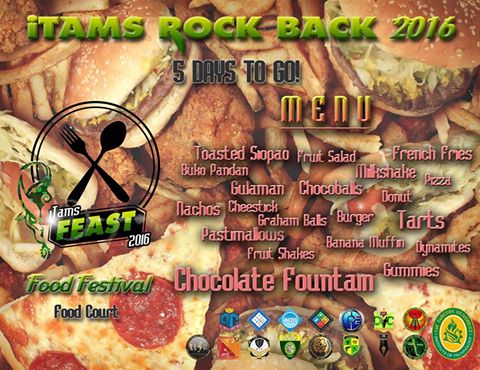 iTAMS ROCK BACK 2016
5 DAYS TO GO!
MENU
Toasted Siopao
Fruit Salad
French Fries
Buko Pandan
Milkshake
Pizza
Gulaman
Chocoballs
Donut
Nachos
Cheestick
Graham Balls
Burger
Tarts
Pastimallows
Banana Muffin
Dynamites
Fruit Shakes
Gummies
Chocolate Fountain
iTams
FEAST
2016
Food Festival
Food Court